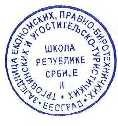 ЗАЈЕДНИЦА ЕКОНОМСКИХ, ПРАВНО-БИРОТЕХНИЧКИХ,
ТРГОВИНСКИХ И УГОСТИТЕЉСКО-ТУРИСТИЧКИХ
ШКОЛА
РЕПУБЛИКЕ
СРБИЈЕ
БЕОГРАД